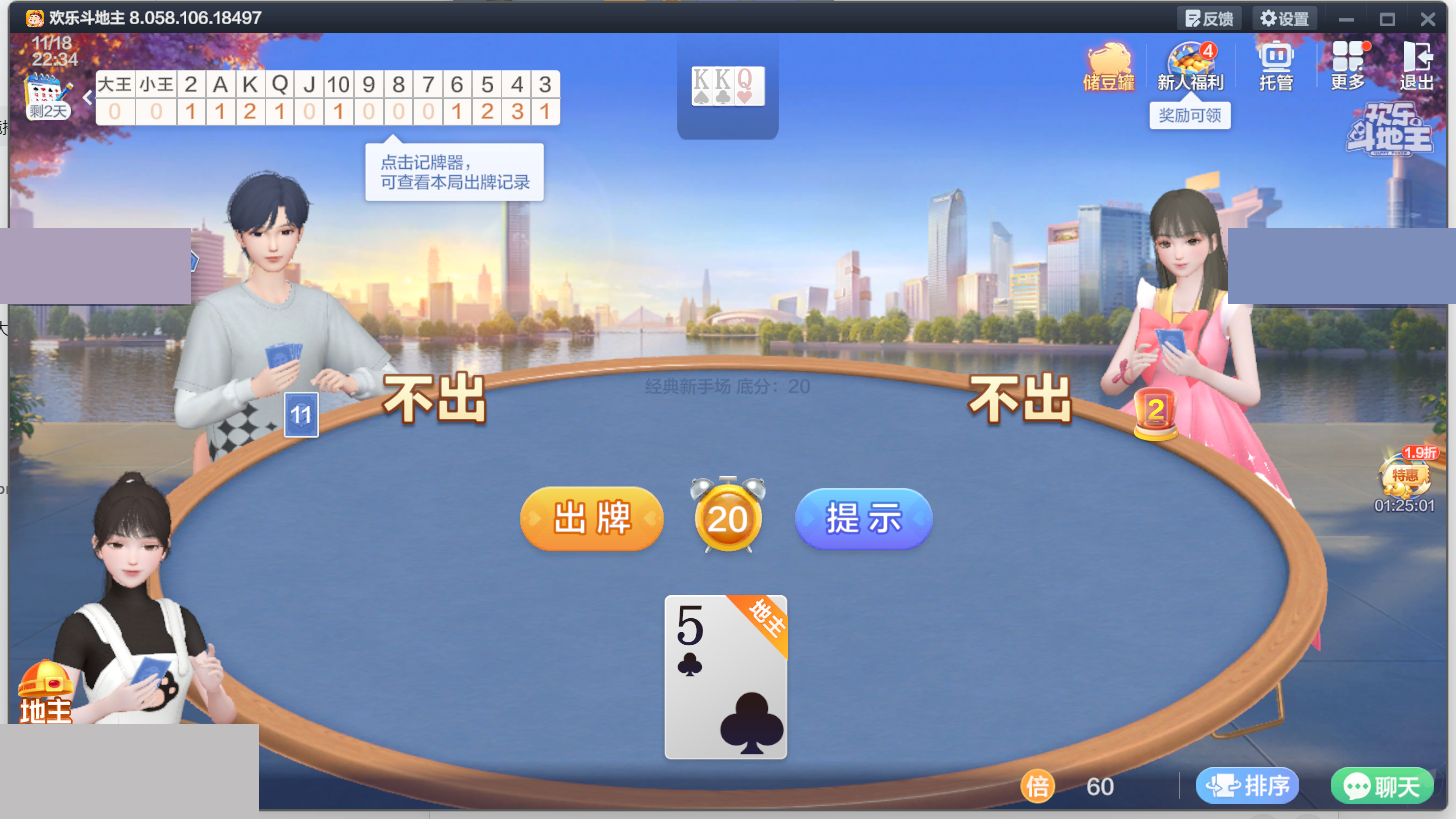 欢乐斗地主 8.058.106.18497
反馈
设置
11/18
22:34
剩2天
大王 小王 2 A K Q J 10 9 8 7 6 5 4 3
0 0 1 1 2 1 0 1 0 0 0 1 2 3 1
K K Q
储豆罐
4
新人福利
托管
更多
退出
奖励可领
欢乐
斗地主
点击记牌器，
可查看本局出牌记录
经典新手场 底分：20
不出
不出
11
2
1.9折
特惠
01:25:01
出牌
20
提示
5
地主
地主
倍
60
排序
聊天